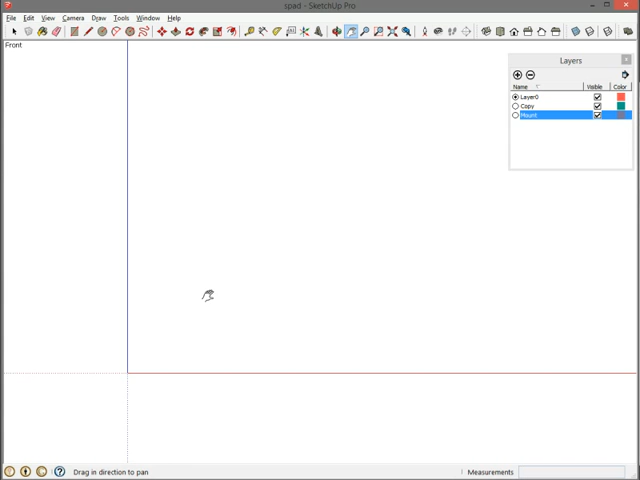 spad - SketchUp Pro
File Edit View Camera Draw Tools Window Help
Front
Layers
Name Visible Color
Layer0
Copy
Mount
Drag in direction to pan
Measurements